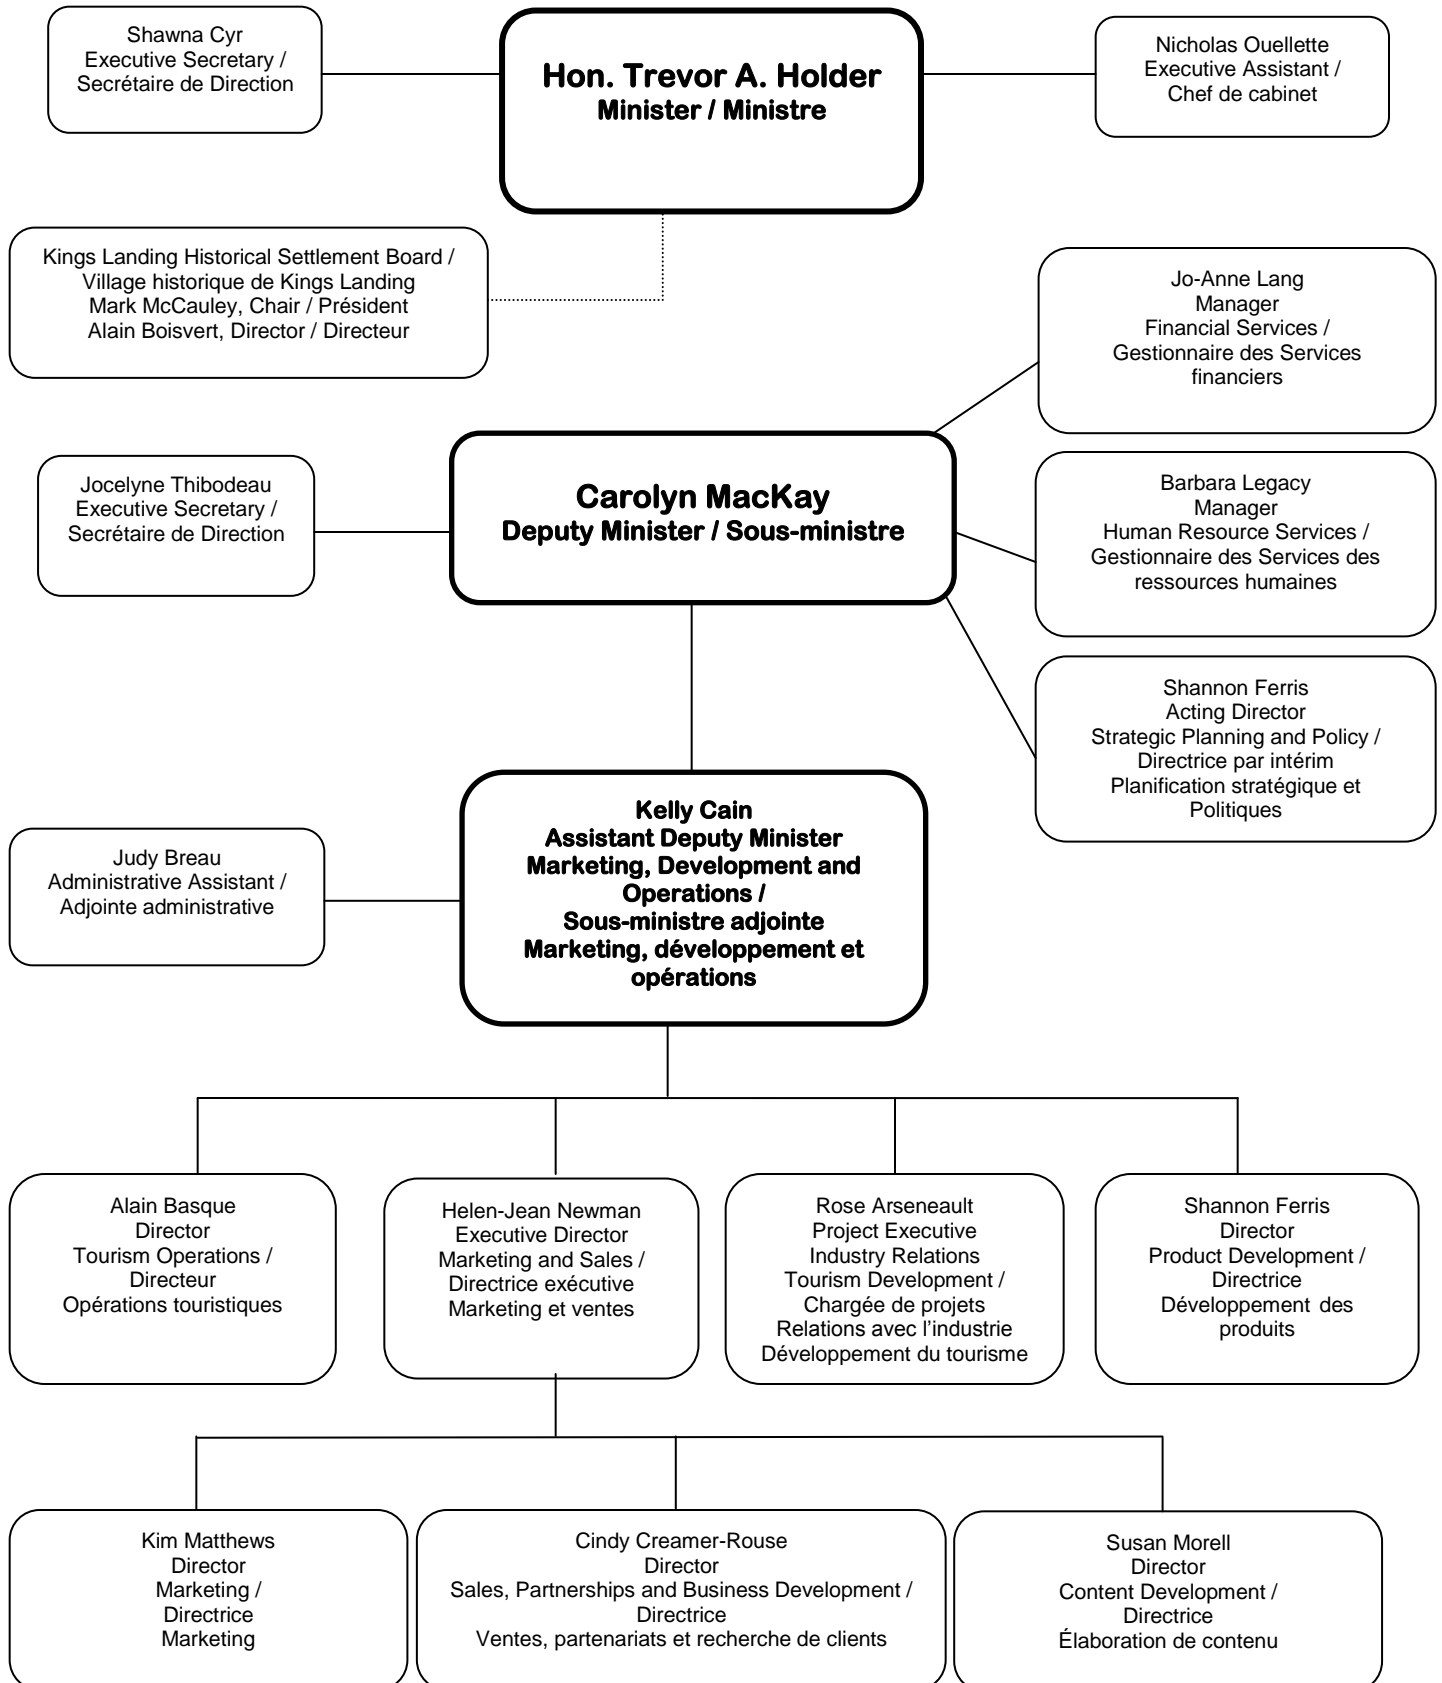 Shawna Cyr
Executive Secretary /
Secrétaire de Direction
Hon. Trevor A. Holder
Minister / Ministre
Nicholas Ouellette
Executive Assistant /
Chef de cabinet
Kings Landing Historical Settlement Board /
Village historique de Kings Landing
Mark McCauley, Chair / Président
Alain Boisvert, Director / Directeur
Jo-Anne Lang
Manager
Financial Services /
Gestionnaire des Services
financiers
Jocelyne Thibodeau
Executive Secretary /
Secrétaire de Direction
Carolyn MacKay
Deputy Minister / Sous-ministre
Barbara Legacy
Manager
Human Resource Services /
Gestionnaire des Services des
ressources humaines
Shannon Ferris
Acting Director
Strategic Planning and Policy /
Directrice par intérim
Planification stratégique et
Politiques
Judy Breau
Administrative Assistant /
Adjointe administrative
Kelly Cain
Assistant Deputy Minister
Marketing, Development and
Operations /
Sous-ministre adjointe
Marketing, développement et
opérations
Alain Basque
Director
Tourism Operations /
Directeur
Opérations touristiques
Helen-Jean Newman
Executive Director
Marketing and Sales /
Directrice exécutive
Marketing et ventes
Rose Arseneault
Project Executive
Industry Relations
Tourism Development /
Chargée de projets
Relations avec l’industrie
Développement du tourisme
Shannon Ferris
Director
Product Development /
Directrice
Développement des
produits
Kim Matthews
Director
Marketing /
Directrice
Marketing
Cindy Creamer-Rouse
Director
Sales, Partnerships and Business Development /
Directrice
Ventes, partenariats et recherche de clients
Susan Morell
Director
Content Development /
Directrice
Élaboration de contenu